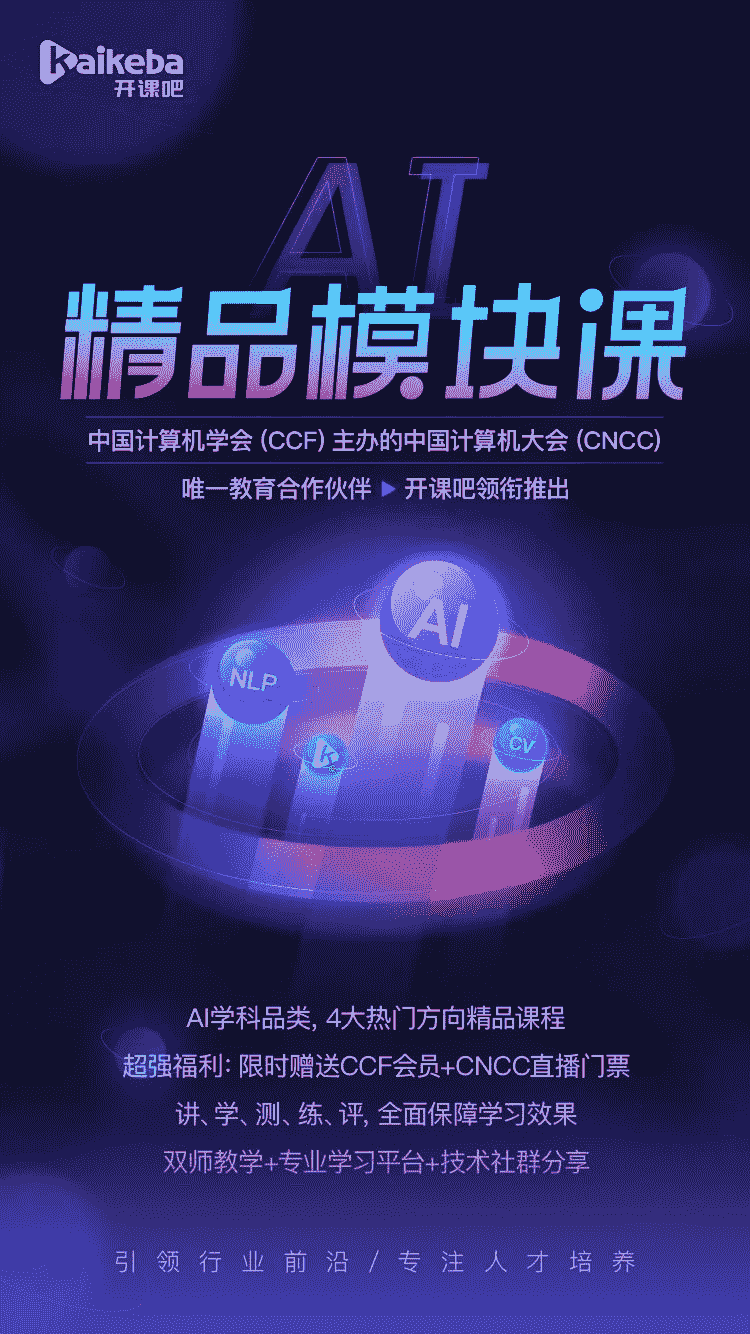 kaikeba
开课吧
AI
精品模块课
中国计算机学会 (CCF) 主办的中国计算机大会 (CNCC)
唯一教育合作伙伴 ▶ 开课吧领衔推出
AI
NLP
K
CV
AI学科品类, 4大热门方向精品课程
超强福利: 限时赠送CCF会员+CNCC直播门票
讲、学、测、练、评, 全面保障学习效果
双师教学+专业学习平台+技术社群分享
引领行业前沿/专注人才培养